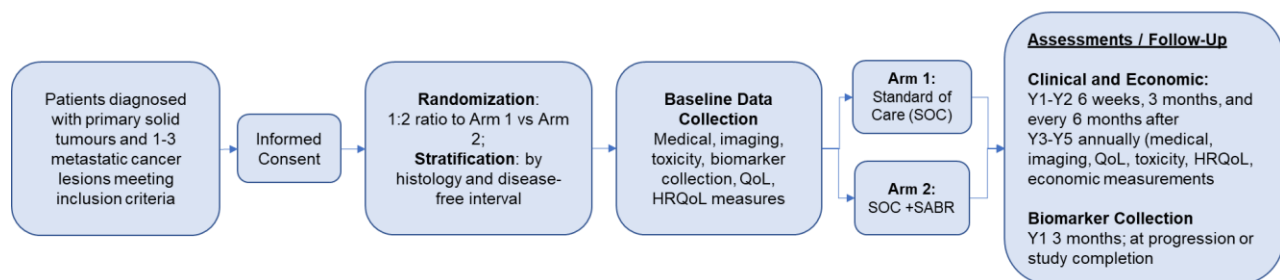 Patients diagnosed
with primary solid
tumours and 1-3
metastatic cancer
lesions meeting
inclusion criteria
Informed
Consent
Randomization:
1:2 ratio to Arm 1 vs Arm
2;
Stratification: by
histology and disease-
free interval
Baseline Data
Collection
Medical, imaging,
toxicity, biomarker
collection, QoL,
HRQoL measures
Arm 1:
Standard of
Care (SOC)
Arm 2:
SOC +SABR
Assessments / Follow-Up
Clinical and Economic:
Y1-Y2 6 weeks, 3 months, and
every 6 months after
Y3-Y5 annually (medical,
imaging, QoL, toxicity, HRQoL,
economic measurements
Biomarker Collection
Y1 3 months; at progression or
study completion